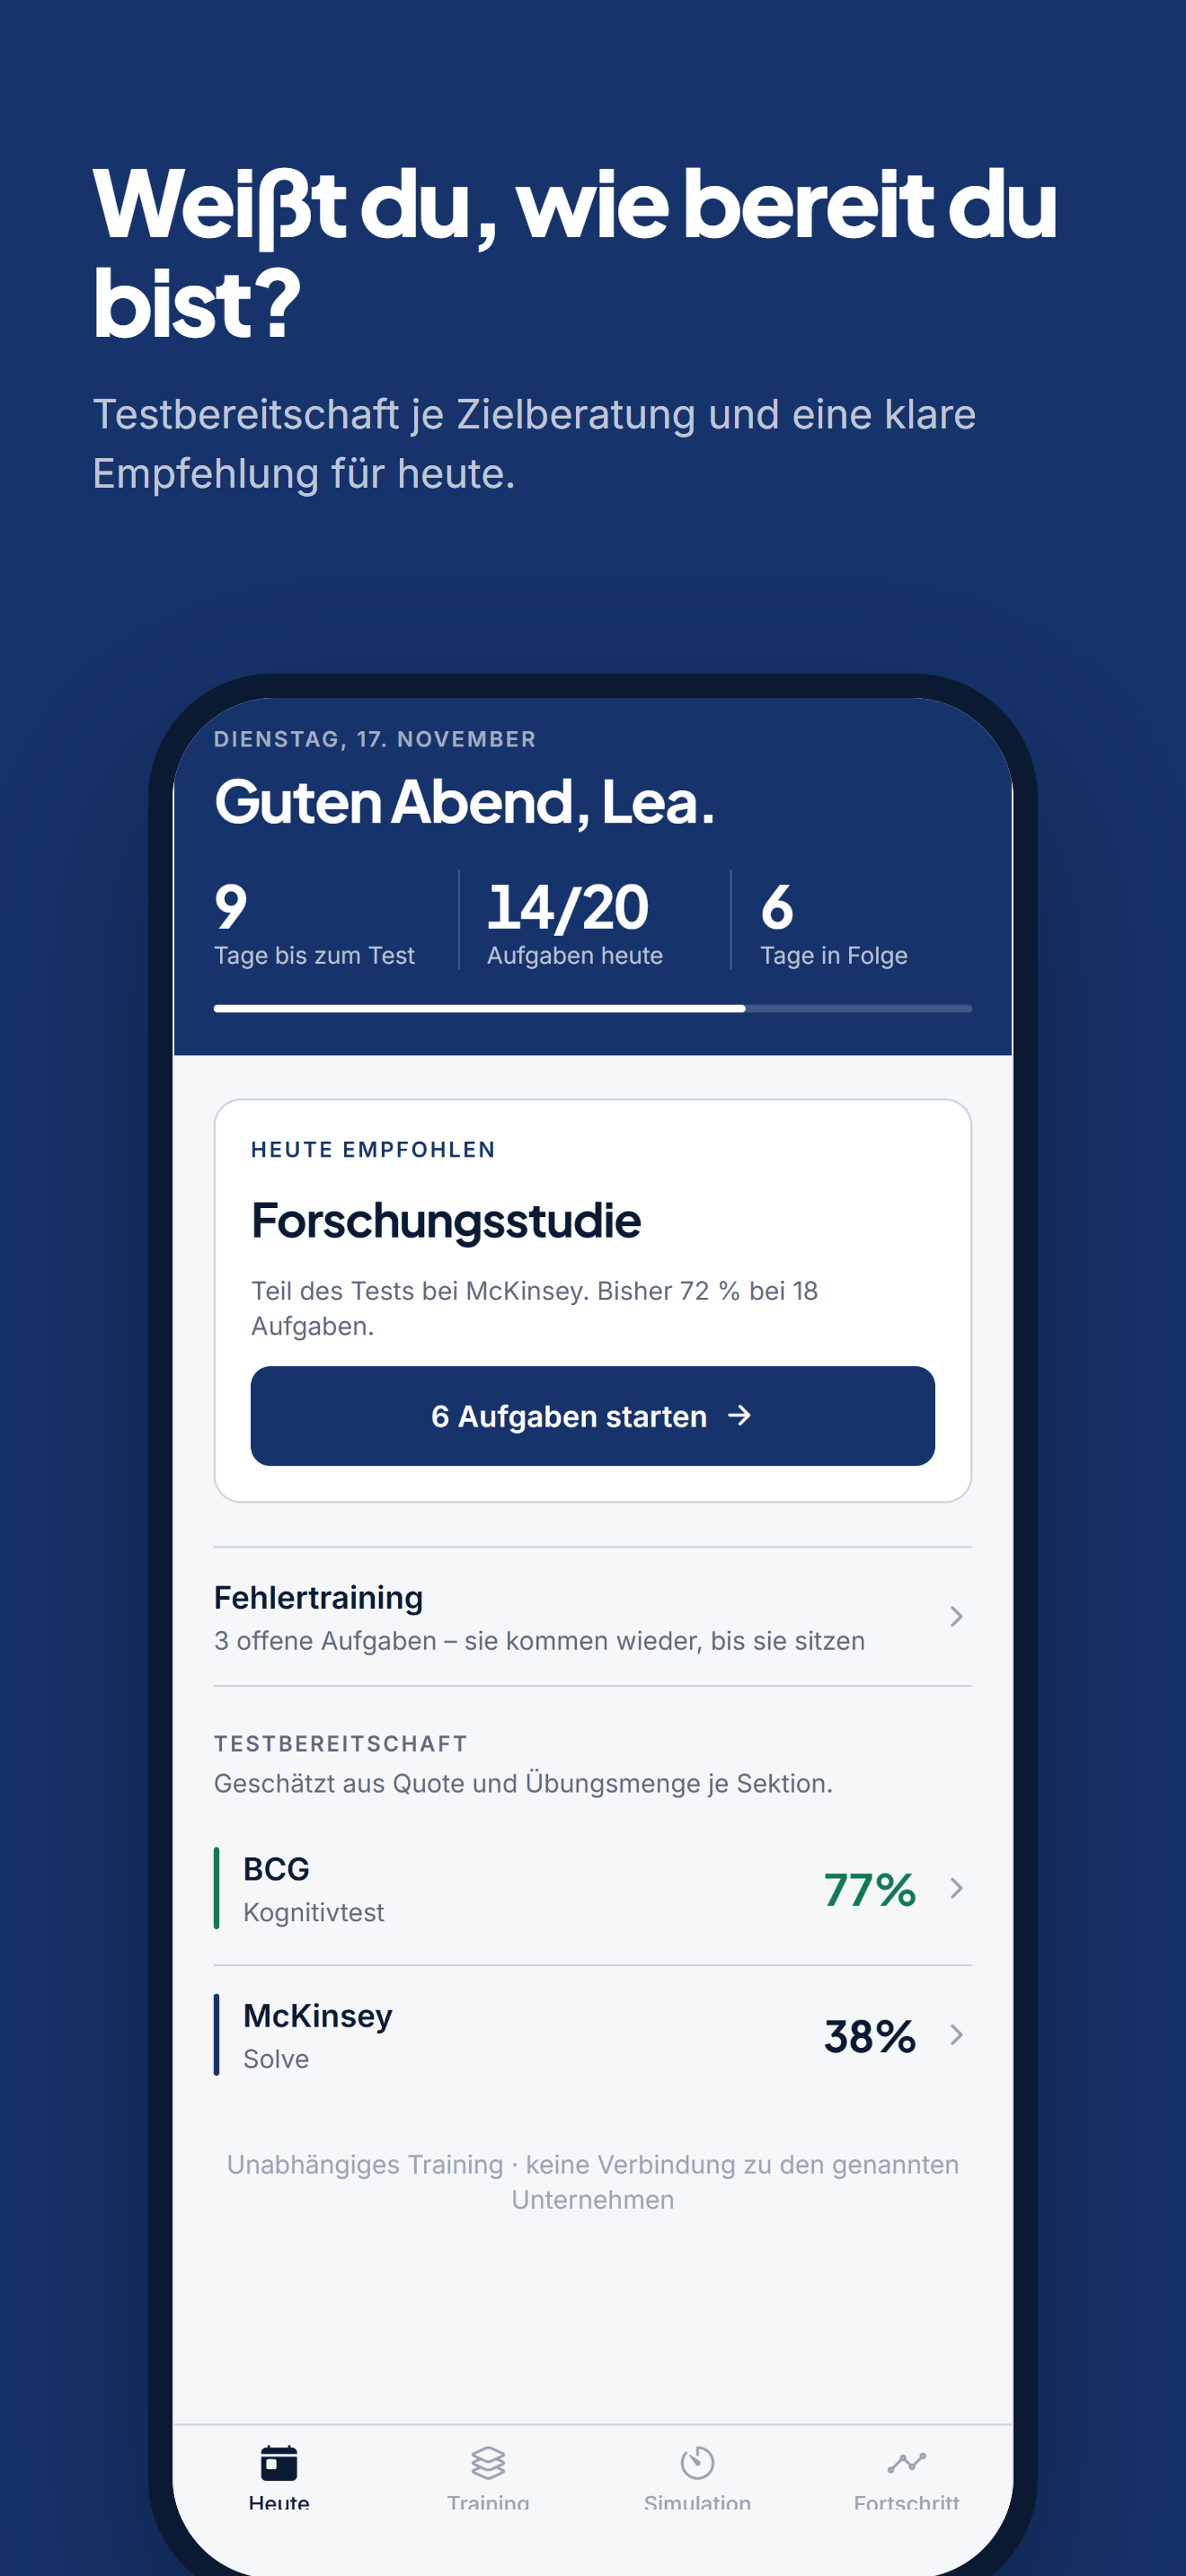 Weißt du, wie bereit du
bist?
Testbereitschaft je Zielberatung und eine klare
Empfehlung für heute.
DIENSTAG, 17. NOVEMBER
Guten Abend, Lea.
9
14/20
6
Tage bis zum Test
Aufgaben heute
Tage in Folge
HEUTE EMPFOHLEN
Forschungsstudie
Teil des Tests bei McKinsey. Bisher 72 % bei 18
Aufgaben.
6 Aufgaben starten →
Fehlertraining
3 offene Aufgaben – sie kommen wieder, bis sie sitzen
TESTBEREITSCHAFT
Geschätzt aus Quote und Übungsmenge je Sektion.
BCG
Kognitivtest
77%
McKinsey
Solve
38%
Unabhängiges Training · keine Verbindung zu den genannten
Unternehmen
Heute
Training
Simulation
Fortschritt